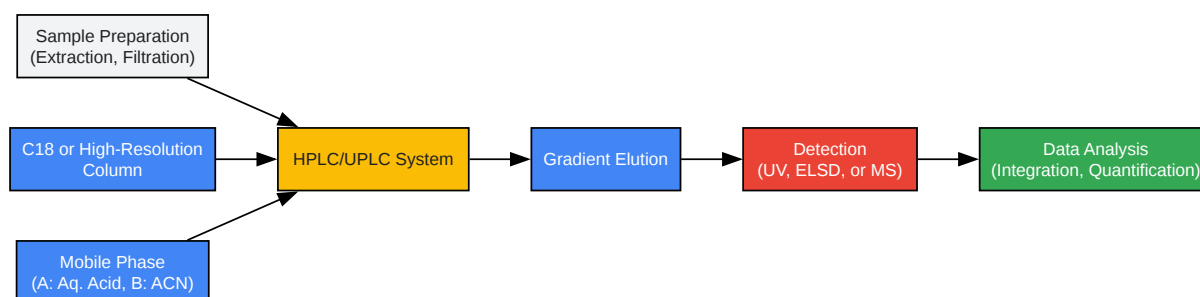 Sample Preparation
(Extraction, Filtration)
C18 or High-Resolution
Column
HPLC/UPLC System
Gradient Elution
Detection
(UV, ELSD, or MS)
Data Analysis
(Integration, Quantification)
Mobile Phase
(A: Aq. Acid, B: ACN)